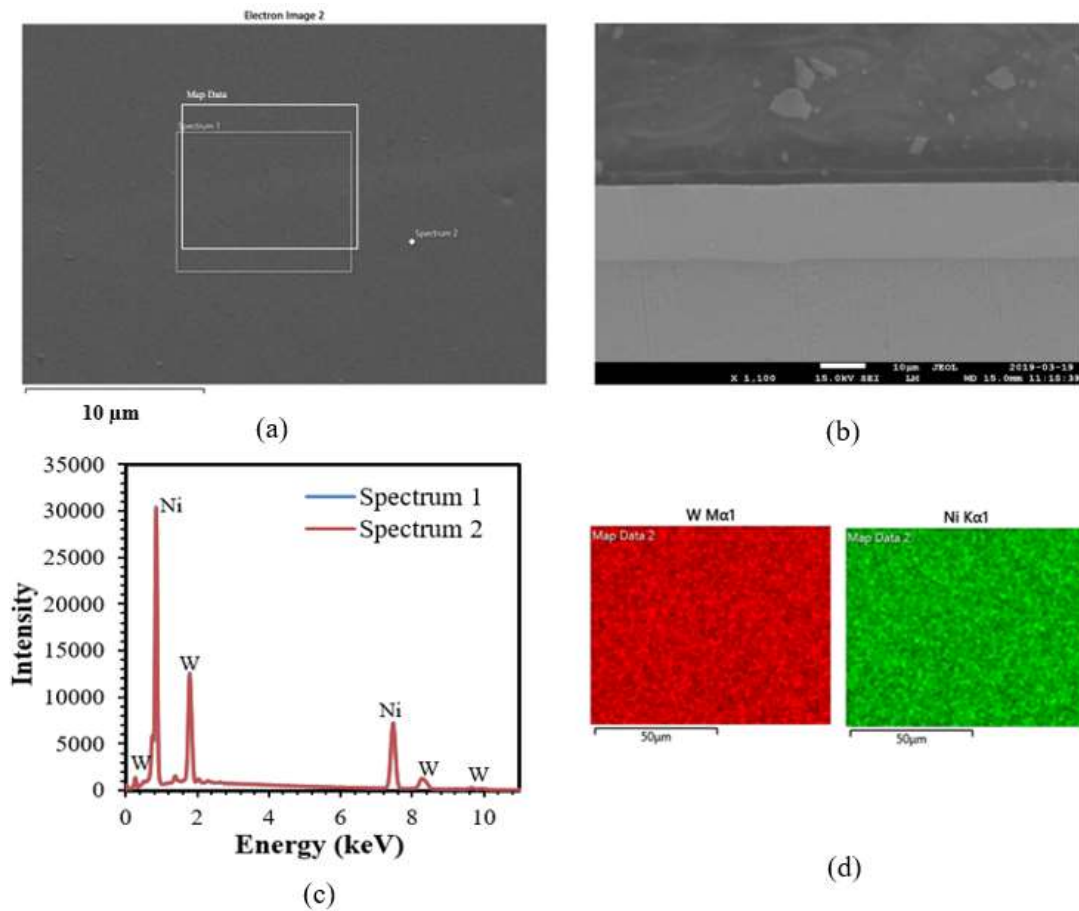 Electron Image 2
Map Data
Spectrum 1
Spectrum 2
10 µm
(a)
X 1,100 15.0kV SEI LM 10µm JEOL 2019-03-19 WD 15.0mm 11:15:39
(b)
35000
30000
25000
20000
15000
10000
5000
0
Intensity
Spectrum 1
Spectrum 2
Ni
W
W
Ni
W
W
0 2 4 6 8 10
Energy (keV)
(c)
W Mα1
Map Data 2
50µm
Ni Kα1
Map Data 2
50µm
(d)